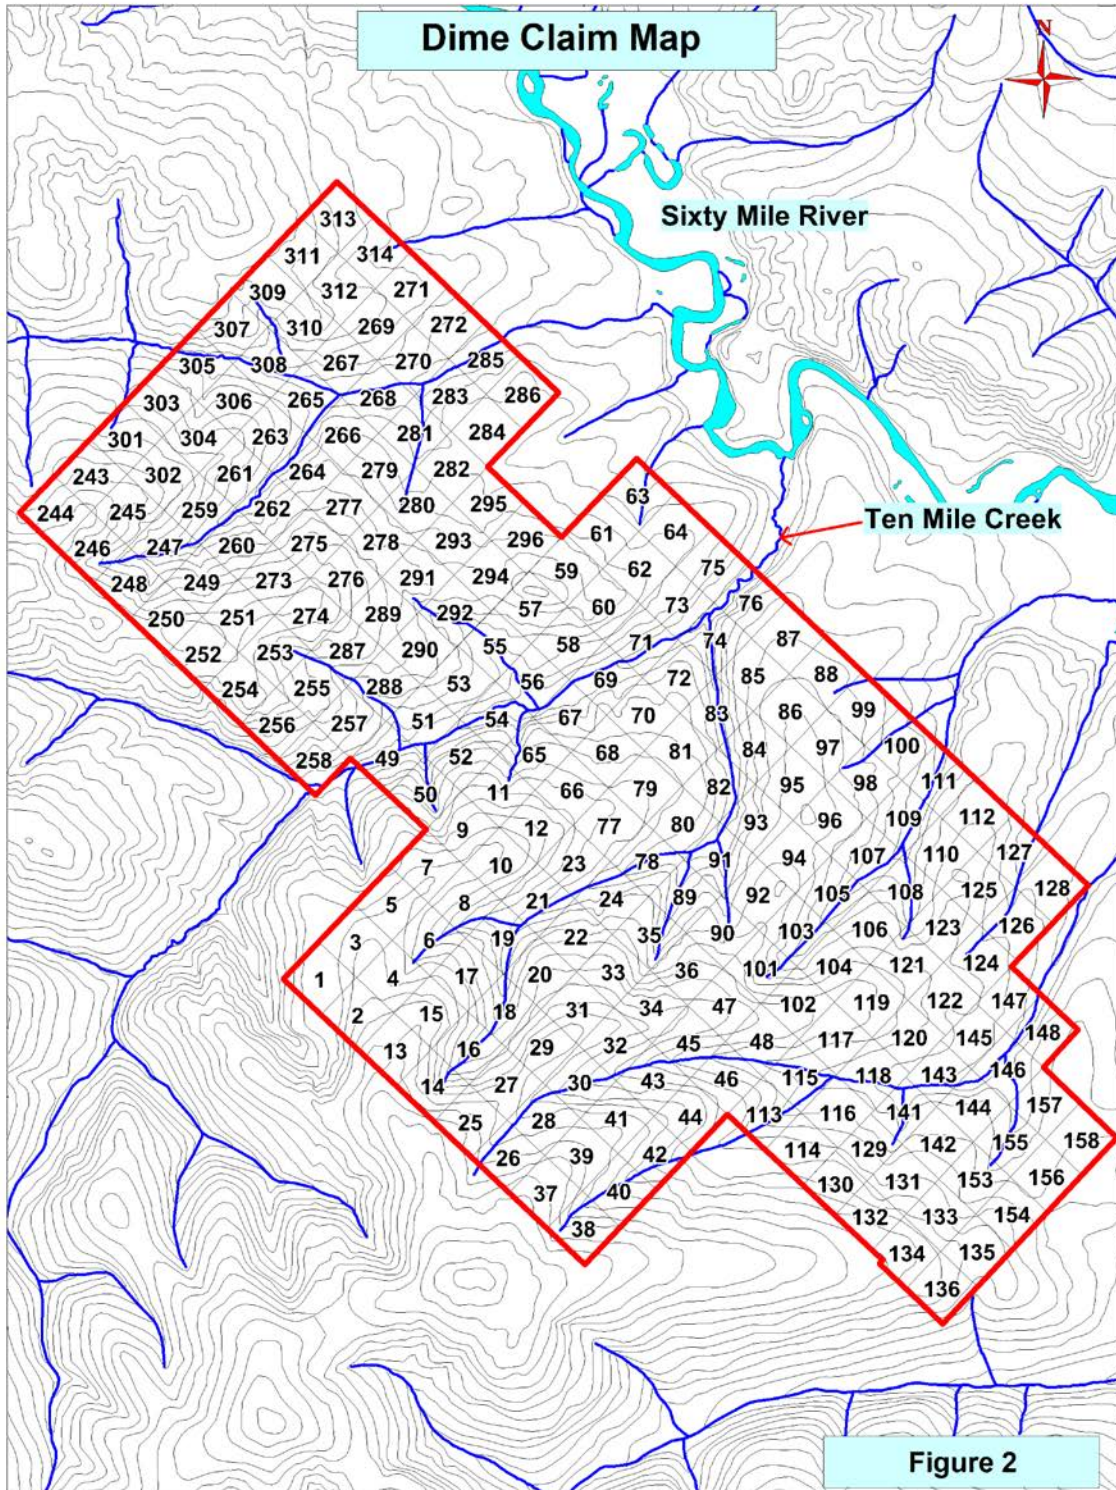 Dime Claim Map
N
Sixty Mile River
313
311 314
309 312 271
307 310 269 272
305 308 267 270 285
303 306 265 268 283 286
301 304 263 266 281 284
243 302 261 264 279 282
63
244 245 259 262 277 280 295
Ten Mile Creek
61 64
246 247 260 275 278 293 296
248 249 273 276 291 294 59 62 75
250 251 274 289 292 57 60 73 76
252 253 287 290 55 58 71 74 87
254 255 288 53 56 69 72 85 88
256 257 51 54 67 70 83 86 99
258 49 52 65 68 81 84 97 100
50 11 66 79 82 95 98 111
9 12 77 80 93 96 109 112
7 10 23 78 91 94 107 110 127
5 8 21 24 89 92 105 108 125 128
3 6 19 22 35 90 103 106 123 126
1 4 17 20 33 36 101 104 121 124
2 15 18 31 34 47 102 119 122 147
13 16 29 32 45 48 117 120 145 148
14 27 30 43 46 115 118 143 146
25 28 41 44 113 116 141 144 157
26 39 42 114 129 142 155 158
37 40 130 131 153 156
38 132 133 154
134 135
136
Figure 2